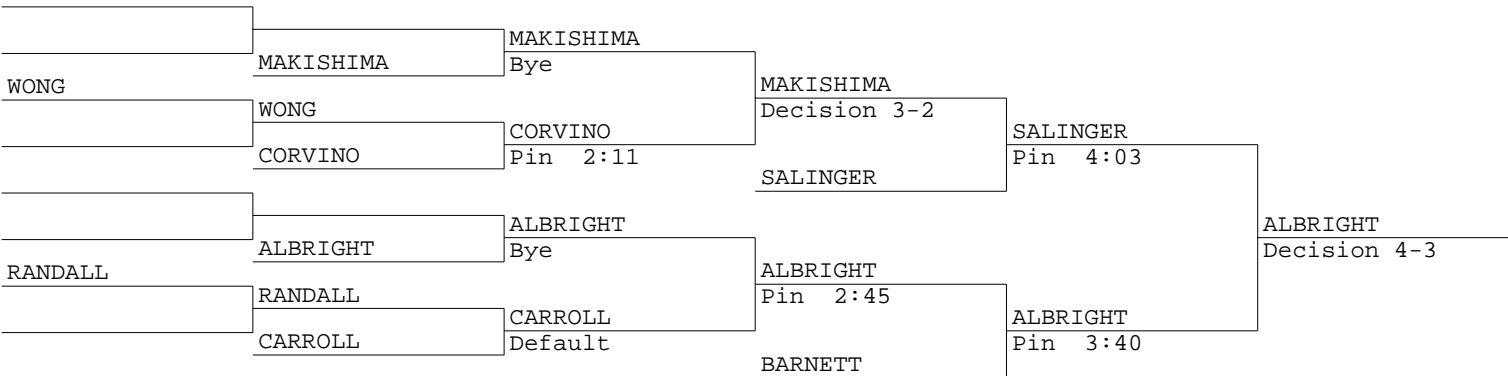 MAKISHIMA
MAKISHIMA
Bye
WONG
MAKISHIMA
WONG
Decision 3-2
CORVINO
SALINGER
CORVINO
Pin 2:11
Pin 4:03
SALINGER
ALBRIGHT
ALBRIGHT
ALBRIGHT
Bye
Decision 4-3
RANDALL
ALBRIGHT
RANDALL
Pin 2:45
CARROLL
ALBRIGHT
CARROLL
Default
Pin 3:40
BARNETT